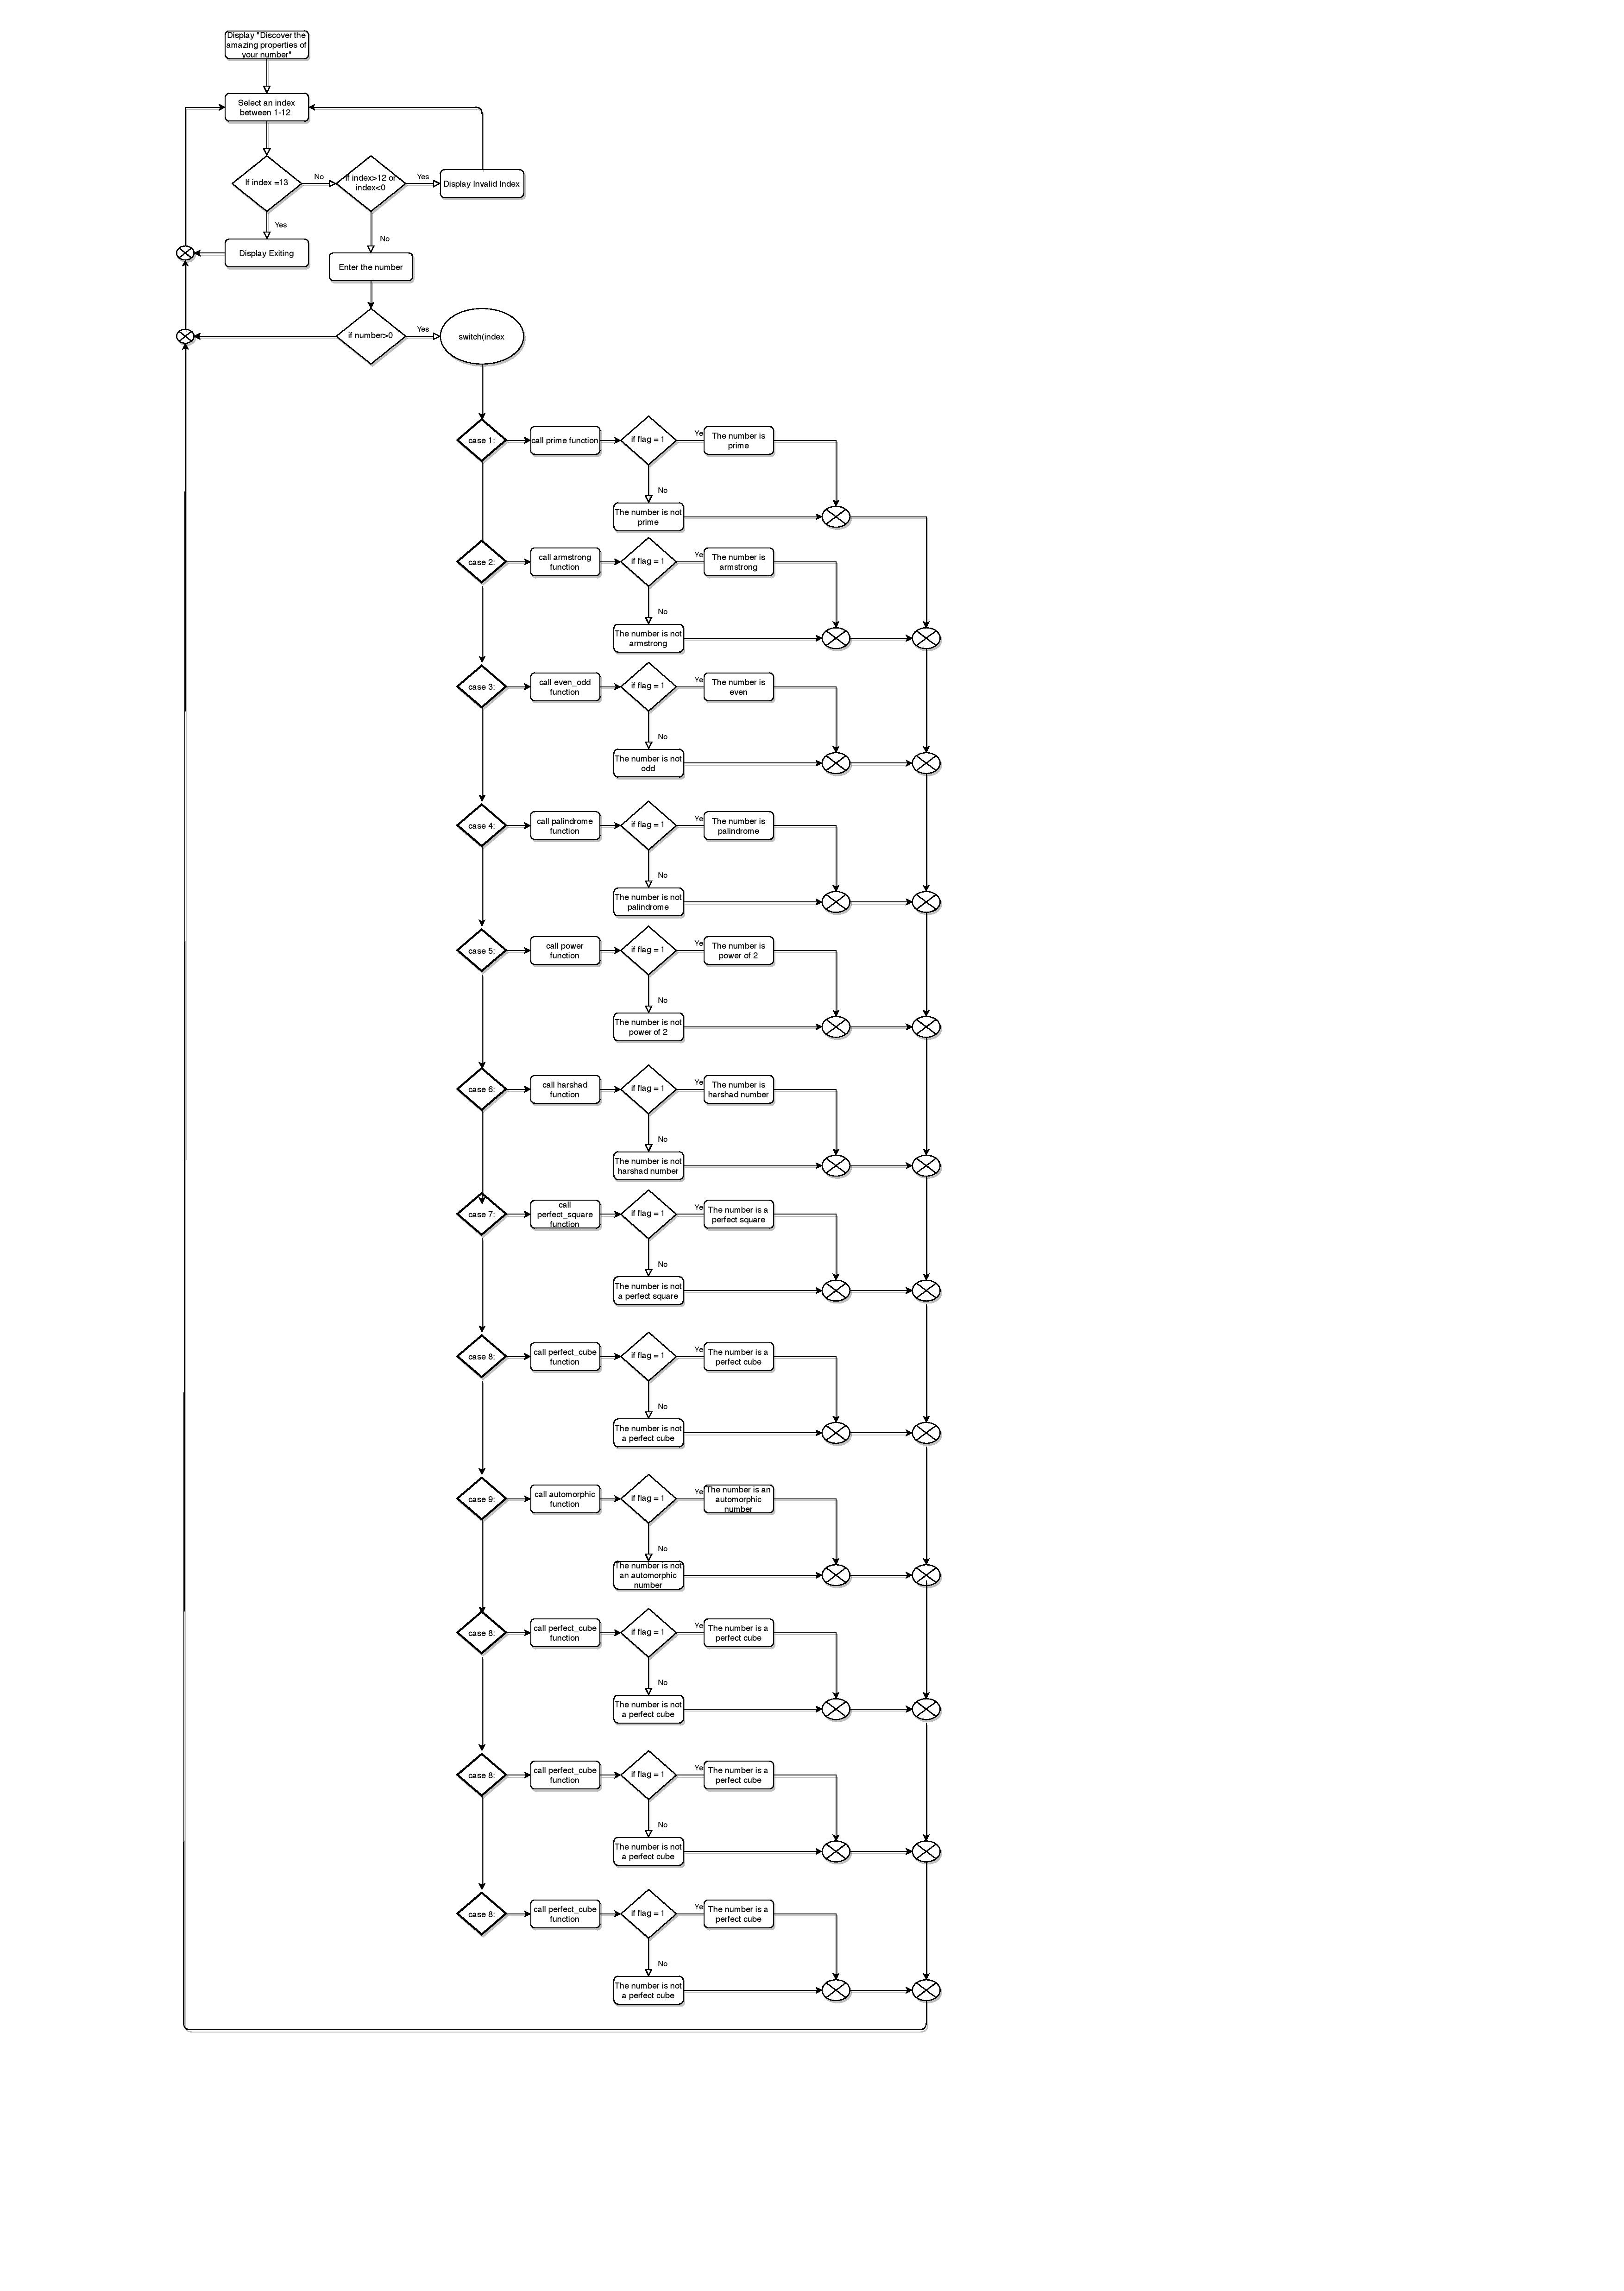 Display "Discover the
amazing properties of
your number"
Select an index
between 1-12
If index =13
No
If index>12 or
index<0
Yes
Display Invalid Index
Yes
No
Display Exiting
Enter the number
if number>0
Yes
switch(index
case 1:
call prime function
if flag = 1
Ye
The number is
prime
No
The number is not
prime
case 2:
call armstrong
function
if flag = 1
Ye
The number is
armstrong
No
The number is not
armstrong
case 3:
call even_odd
function
if flag = 1
Ye
The number is
even
No
The number is not
odd
case 4:
call palindrome
function
if flag = 1
Ye
The number is
palindrome
No
The number is not
palindrome
case 5:
call power
function
if flag = 1
Ye
The number is
power of 2
No
The number is not
power of 2
case 6:
call harshad
function
if flag = 1
Ye
The number is
harshad number
No
The number is not
harshad number
case 7:
call
perfect_square
function
if flag = 1
Ye
The number is a
perfect square
No
The number is not
a perfect square
case 8:
call perfect_cube
function
if flag = 1
Ye
The number is a
perfect cube
No
The number is not
a perfect cube
case 9:
call automorphic
function
if flag = 1
Ye
The number is an
automorphic
number
No
The number is not
an automorphic
number
case 8:
call perfect_cube
function
if flag = 1
Ye
The number is a
perfect cube
No
The number is not
a perfect cube
case 8:
call perfect_cube
function
if flag = 1
Ye
The number is a
perfect cube
No
The number is not
a perfect cube
case 8:
call perfect_cube
function
if flag = 1
Ye
The number is a
perfect cube
No
The number is not
a perfect cube